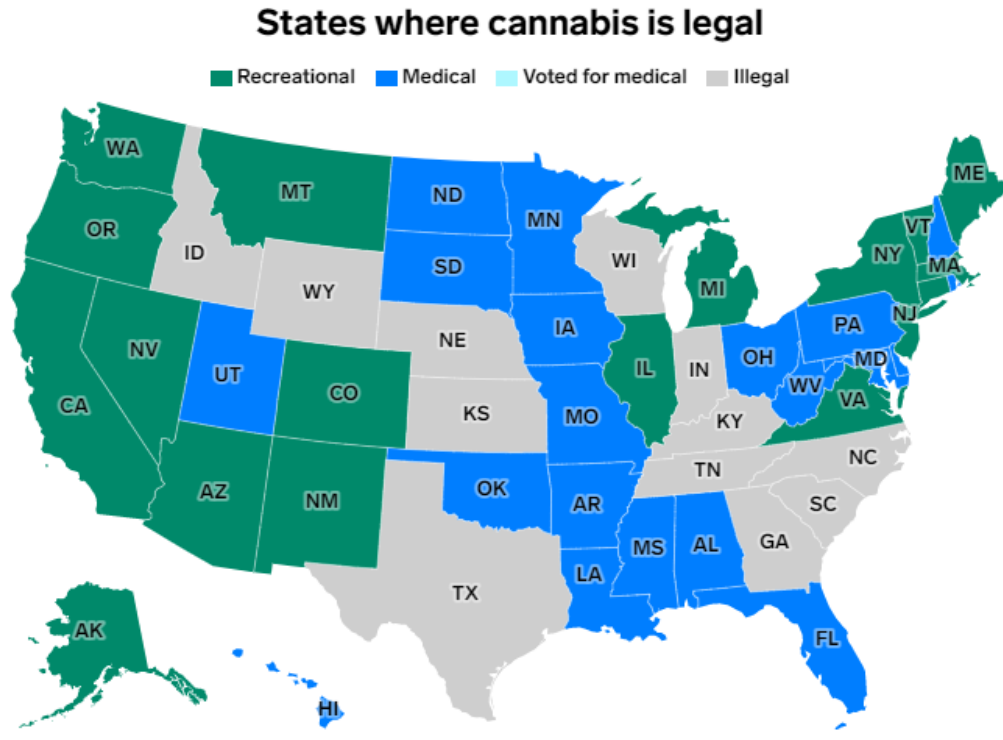 States where cannabis is legal
Recreational Medical Voted for medical Illegal
WA
MT
ND
MN
ME
OR
ID
SD
WI
VT
NY
MA
WY
MI
NJ
IA
PA
NE
NV
UT
CO
IL
IN
OH
MD
WV
VA
CA
KS
MO
KY
NC
TN
AZ
NM
OK
AR
SC
MS
AL
GA
LA
TX
AK
FL
HI